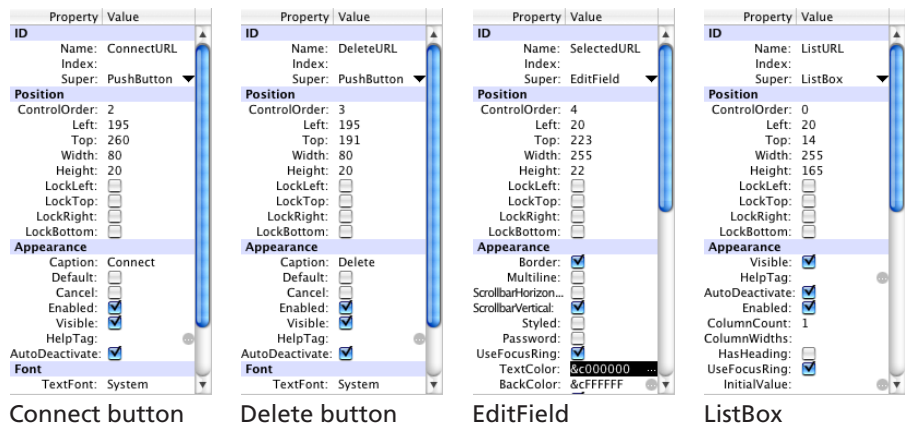 Property Value
ID
Name: ConnectURL
Index:
Super: PushButton
Position
ControlOrder: 2
Left: 195
Top: 260
Width: 80
Height: 20
LockLeft:
LockTop:
LockRight:
LockBottom:
Appearance
Caption: Connect
Default:
Cancel:
Enabled:
Visible:
HelpTag:
AutoDeactivate:
Font
TextFont: System
Connect button
Property Value
ID
Name: DeleteURL
Index:
Super: PushButton
Position
ControlOrder: 3
Left: 195
Top: 191
Width: 80
Height: 20
LockLeft:
LockTop:
LockRight:
LockBottom:
Appearance
Caption: Delete
Default:
Cancel:
Enabled:
Visible:
HelpTag:
AutoDeactivate:
Font
TextFont: System
Delete button
Property Value
ID
Name: SelectedURL
Index:
Super: EditField
Position
ControlOrder: 4
Left: 20
Top: 223
Width: 255
Height: 22
LockLeft:
LockTop:
LockRight:
LockBottom:
Appearance
Border:
Multiline:
ScrollbarHorizon...
ScrollbarVertical:
Styled:
Password:
UseFocusRing:
TextColor: &c000000 ...
BackColor: &cFFFFFF
EditField
Property Value
ID
Name: ListURL
Index:
Super: ListBox
Position
ControlOrder: 0
Left: 20
Top: 14
Width: 255
Height: 165
LockLeft:
LockTop:
LockRight:
LockBottom:
Appearance
Visible:
HelpTag:
AutoDeactivate:
Enabled:
ColumnCount: 1
ColumnWidths:
HasHeading:
UseFocusRing:
InitialValue:
ListBox